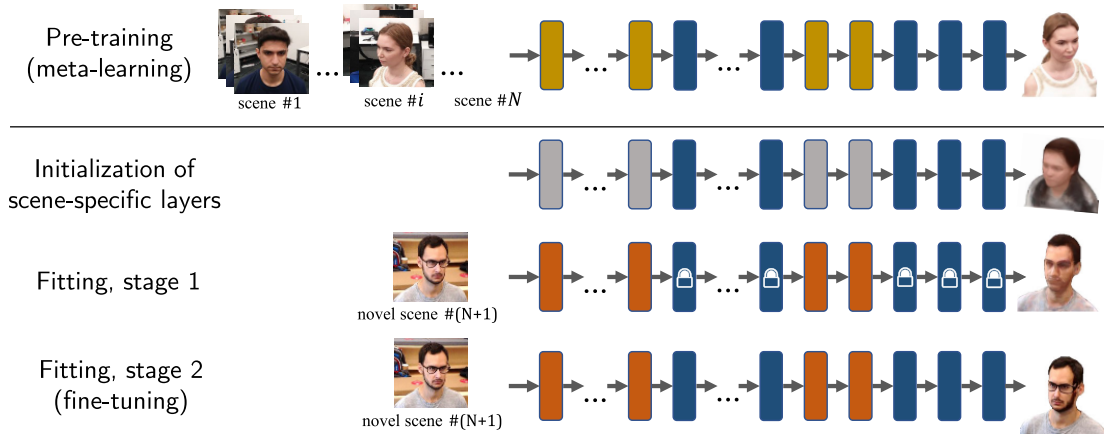 Pre-training
(meta-learning)
... ...
scene #1 scene #i scene #N
... ...
Initialization of
scene-specific layers
... ...
Fitting, stage 1
... ...
novel scene #(N+1)
Fitting, stage 2
(fine-tuning)
... ...
novel scene #(N+1)